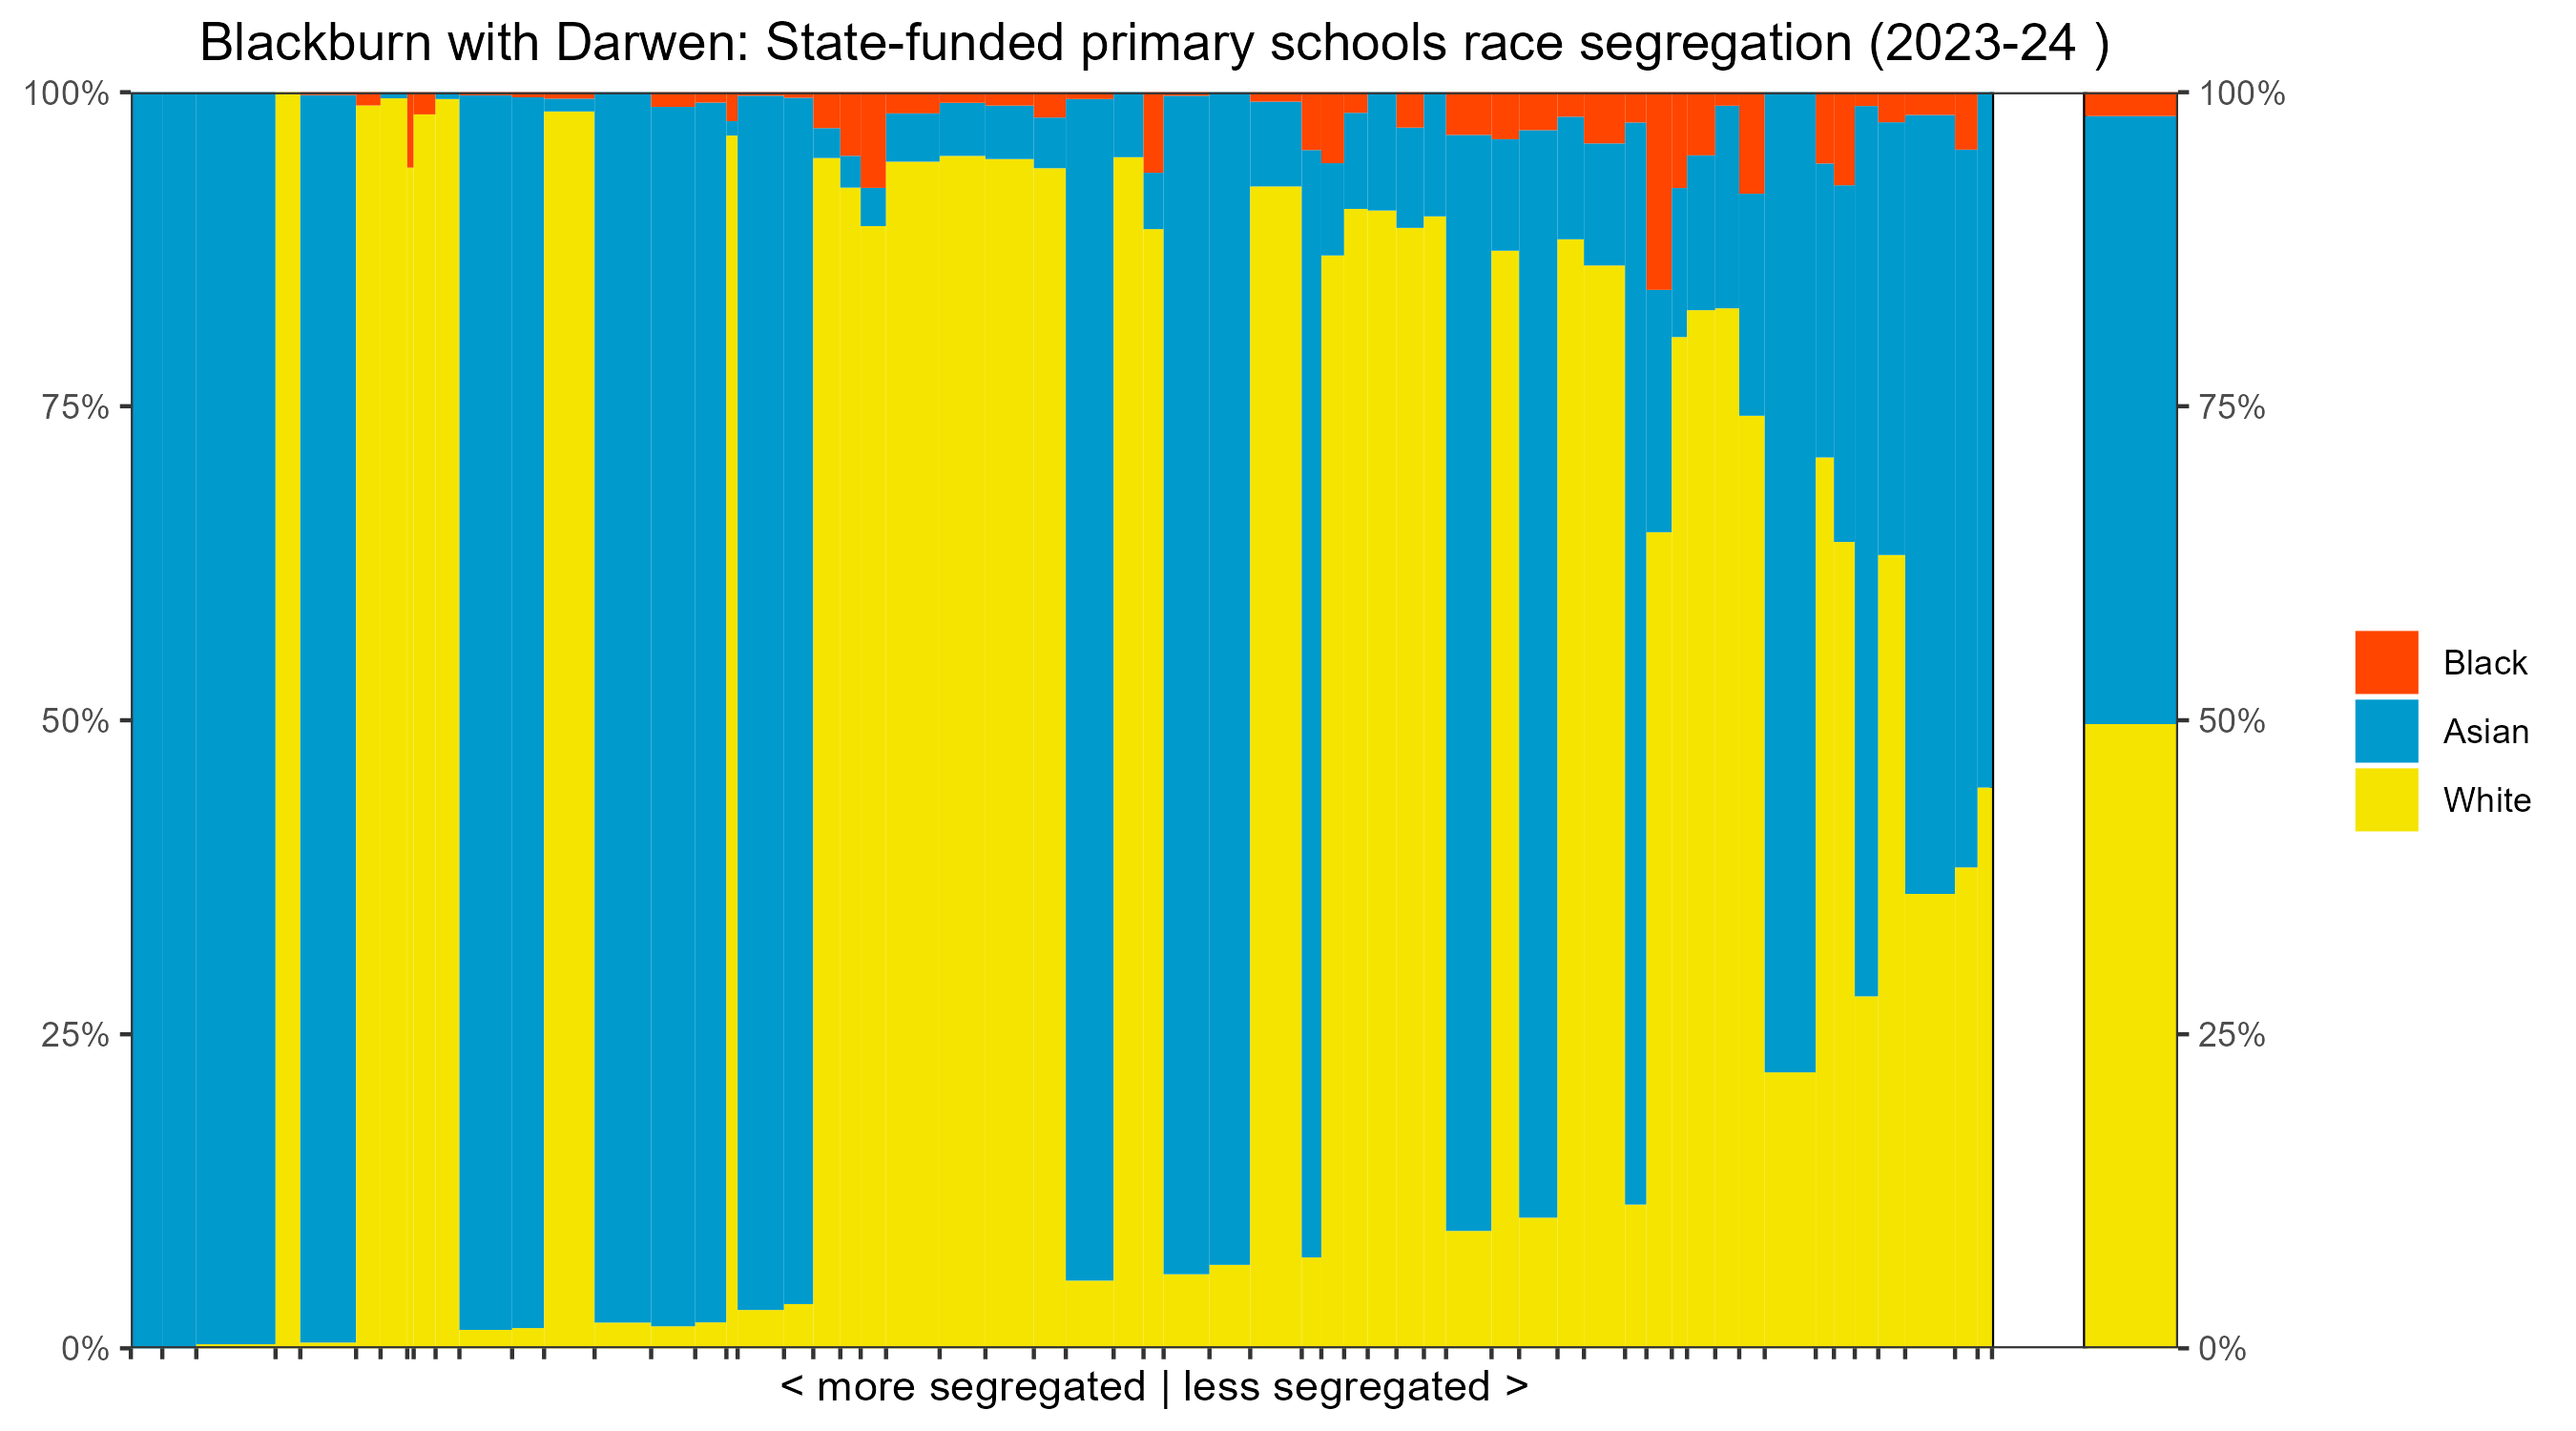 Blackburn with Darwen: State-funded primary schools race segregation (2023-24 )
100%
75%
50%
25%
0%
100%
75%
50%
25%
0%
Black
Asian
White
< more segregated | less segregated >